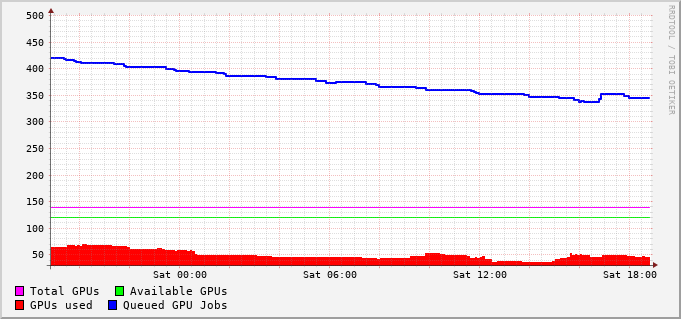 500
450
400
350
300
250
200
150
100
50
Sat 00:00
Sat 06:00
Sat 12:00
Sat 18:00
Total GPUs
Available GPUs
GPUs used
Queued GPU Jobs
RRDTOOL / TOBI OETIKER